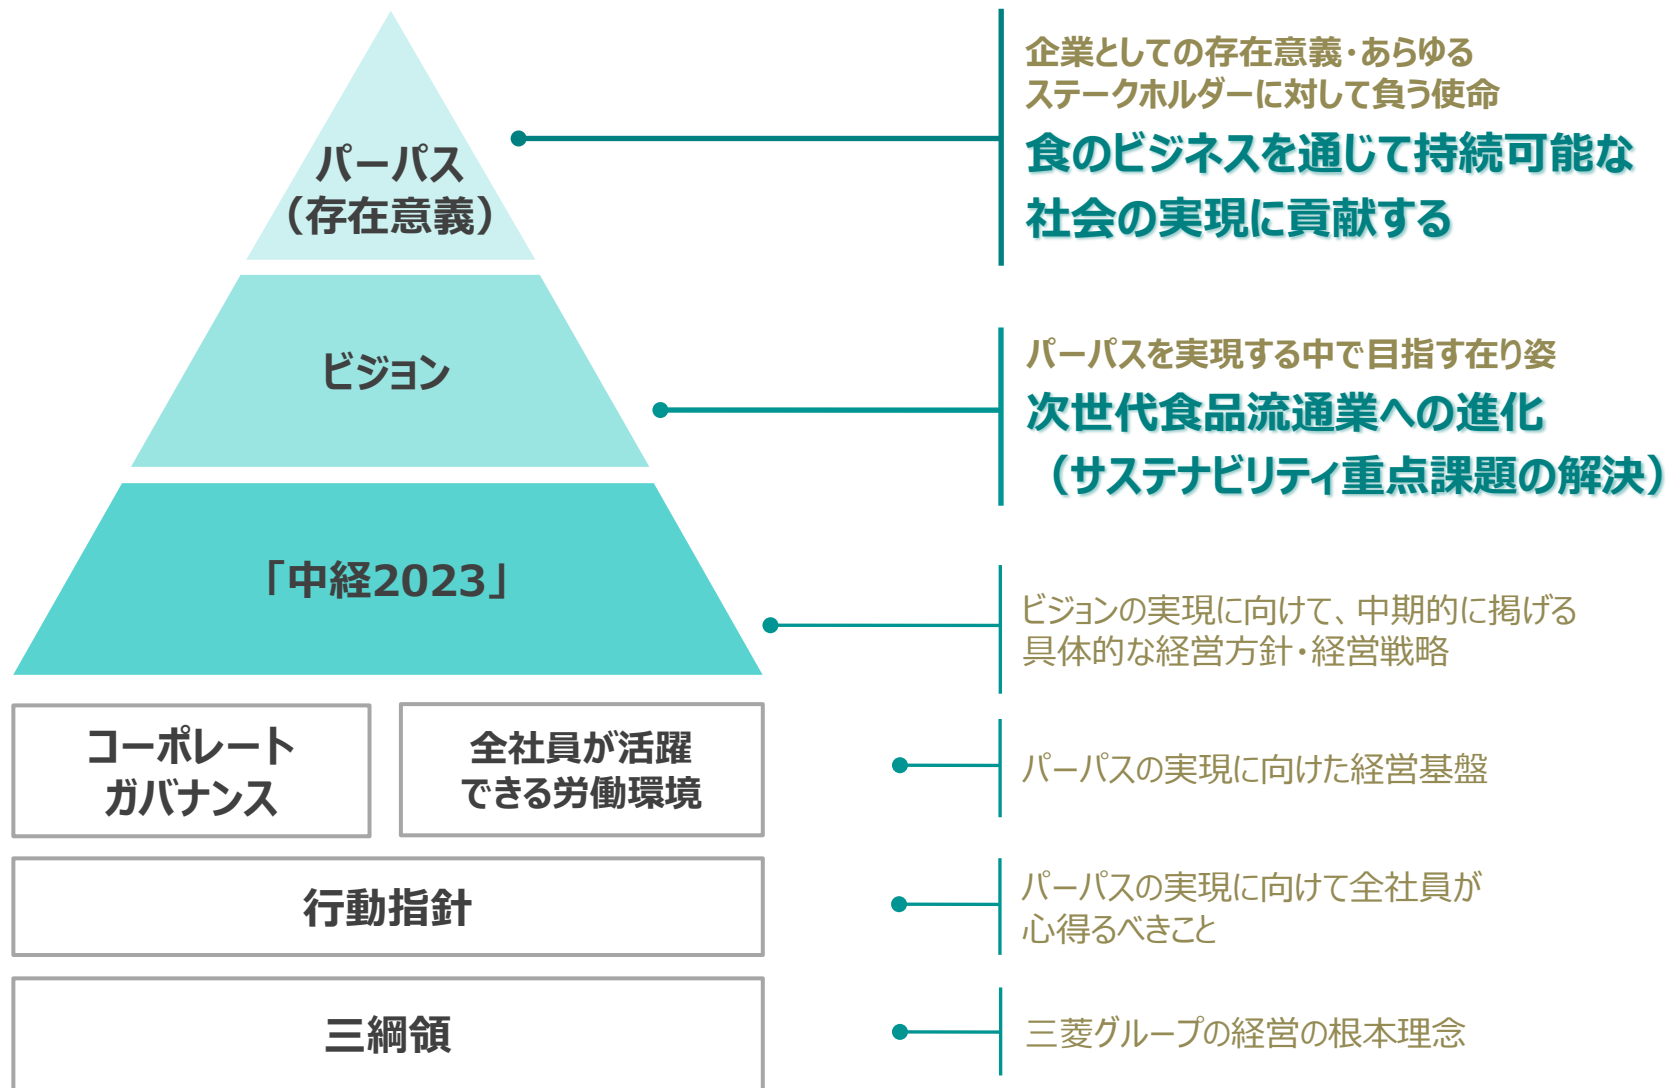 パーパス
（存在意義）
企業としての存在意義・あらゆる
ステークホルダーに対して負う使命
食のビジネスを通じて持続可能な
社会の実現に貢献する
ビジョン
パーパスを実現する中で目指す在り姿
次世代食品流通業への進化
（サステナビリティ重点課題の解決）
「中経2023」
ビジョンの実現に向けて、中期的に掲げる
具体的な経営方針・経営戦略
コーポレート
ガバナンス
全社員が活躍
できる労働環境
パーパスの実現に向けた経営基盤
行動指針
パーパスの実現に向けて全社員が
心得るべきこと
三綱領
三菱グループの経営の根本理念